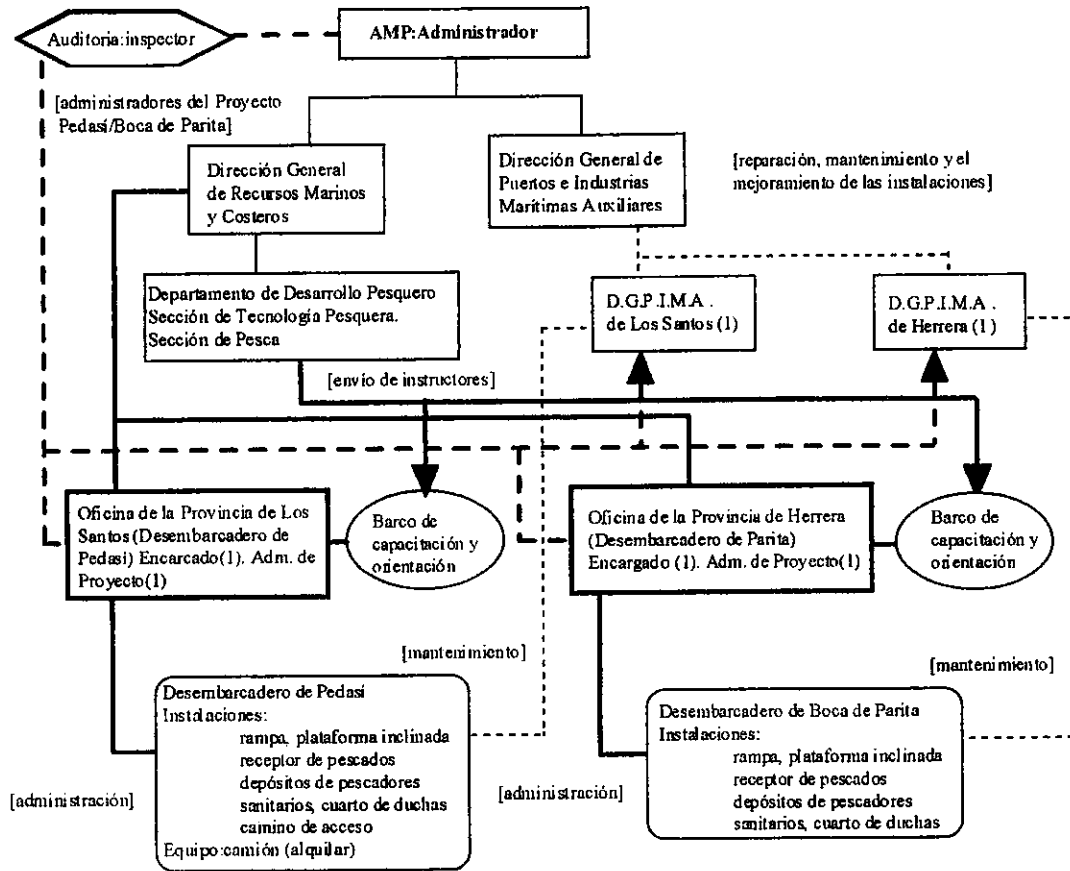 Auditoria:inspector
AMP:Administrador
[administradores del Proyecto
Pedasí/Boca de Parita]
Dirección General
de Recursos Marinos
y Costeros
Dirección General de
Puertos e Industrias
Marítimas Auxiliares
[reparación, mantenimiento y el
mejoramiento de las instalaciones]
Departamento de Desarrollo Pesquero
Sección de Tecnología Pesquera.
Sección de Pesca
D.G.P.I.M.A.
de Los Santos (1)
D.G.P.I.M.A.
de Herrera (1)
[envío de instructores]
Oficina de la Provincia de Los
Santos (Desembarcadero de
Pedasi) Encarcado(1). Adm. de
Proyecto(1)
Barco de
capacitación y
orientación
Oficina de la Provincia de Herrera
(Desembarcadero de Parita)
Encargado (1). Adm. de Proyecto(1)
Barco de
capacitación y
orientación
[mantenimiento]
[mantenimiento]
Desembarcadero de Pedasí
Instalaciones:
rampa, plataforma inclinada
receptor de pescados
depósitos de pescadores
sanitarios, cuarto de duchas
camino de acceso
Equipo:camión (alquilar)
[administración]
Desembarcadero de Boca de Parita
Instalaciones:
rampa, plataforma inclinada
receptor de pescados
depósitos de pescadores
sanitarios, cuarto de duchas
[administración]